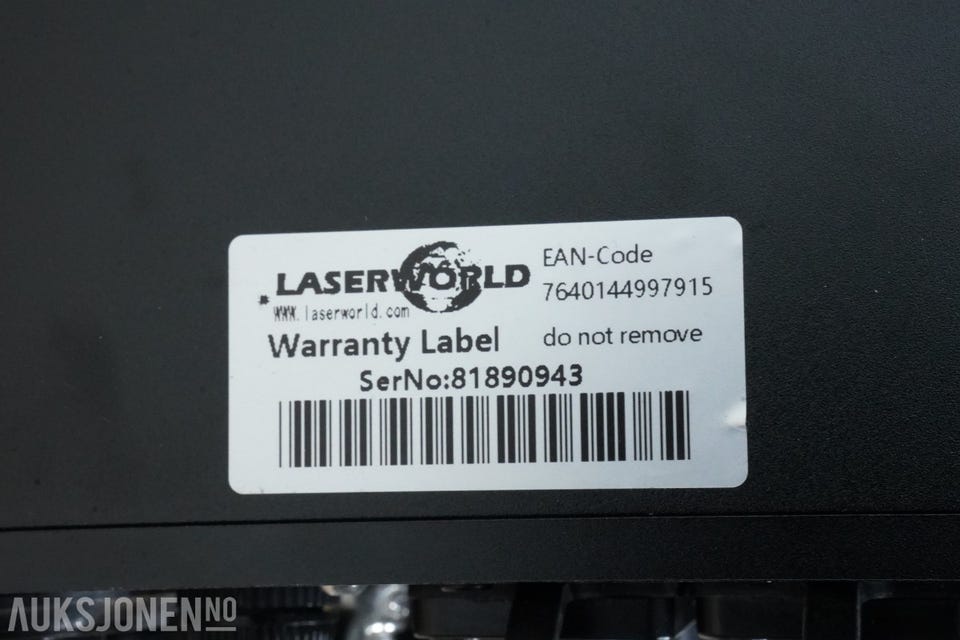 LASERWORLD
WWW.laserworld.com
EAN-Code
7640144997915
Warranty Label
do not remove
SerNo:81890943
AUKSJONEN NO